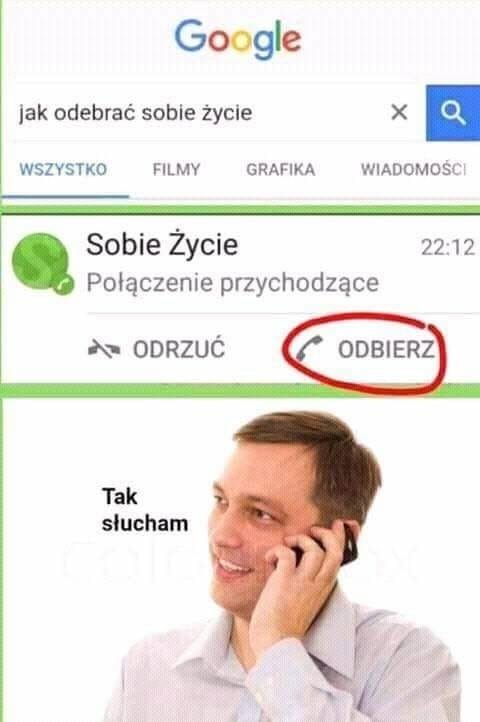 Google
jak odebrać sobie życie
WSZYSTKO FILMY GRAFIKA WIADOMOŚCI
Sobie Życie 22:12
Połączenie przychodzące
ODRZUĆ ODBIERZ
Tak
słucham